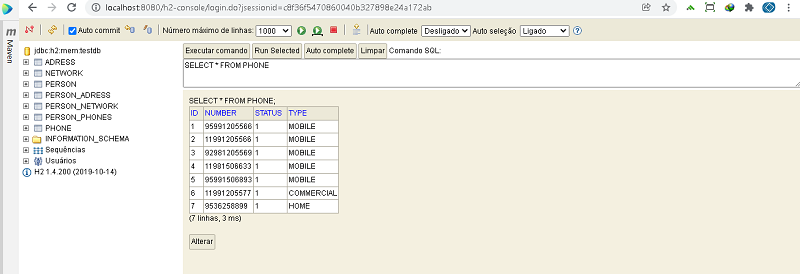 localhost:8080/h2-console/login.do?jsessionid=c8f36f5470860040b327898e24a172ab
m Maven
Auto commit Número máximo de linhas: 1000 Auto complete Desligado Auto seleção Ligado ?
jdbc:h2:mem:testdb
ADRESS
NETWORK
PERSON
PERSON_ADRESS
PERSON_NETWORK
PERSON_PHONES
PHONE
INFORMATION_SCHEMA
Sequências
Usuários
H2 1.4.200 (2019-10-14)
Executar comando Run Selected Auto complete Limpar Comando SQL:
SELECT * FROM PHONE
SELECT * FROM PHONE;
ID NUMBER STATUS TYPE
1 95991205566 1 MOBILE
2 11991205566 1 MOBILE
3 92981205569 1 MOBILE
4 11981506633 1 MOBILE
5 95991506893 1 MOBILE
6 11991205577 1 COMMERCIAL
7 9536258899 1 HOME
(7 linhas, 3 ms)
Alterar